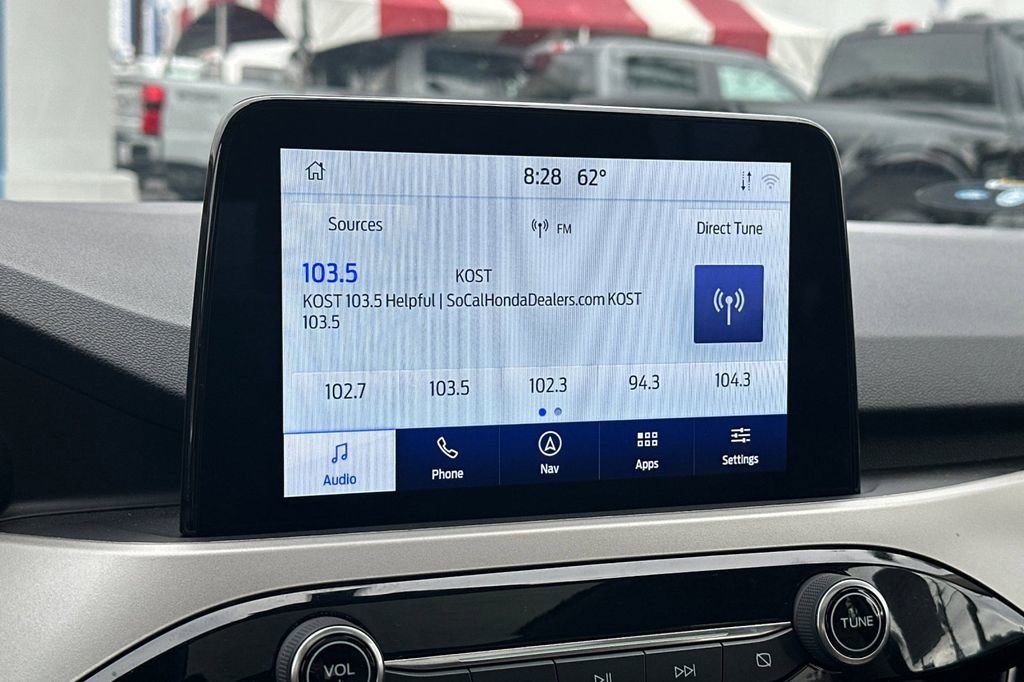 8:28 62°
Sources FM Direct Tune
103.5 KOST
KOST 103.5 Helpful | SoCalHondaDealers.com KOST
103.5
102.7 103.5 102.3 94.3 104.3
Audio Phone Nav Apps Settings
VOL TUNE